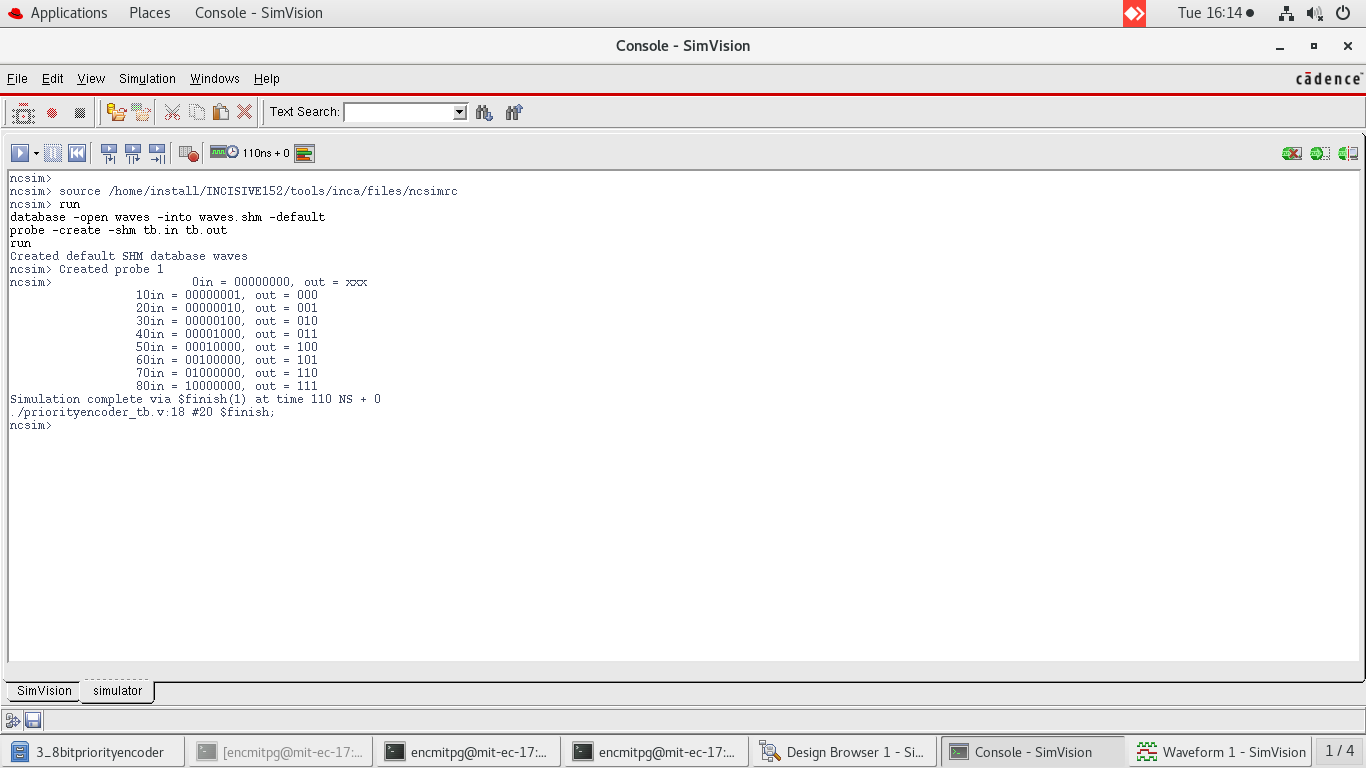 Applications Places Console - SimVision Tue 16:14
Console - SimVision
File Edit View Simulation Windows Help cādence
Text Search:
110ns + 0
ncsim>
ncsim> source /home/install/INCISIVE152/tools/inca/files/ncsimrc
ncsim> run
database -open waves -into waves.shm -default
probe -create -shm tb.in tb.out
run
Created default SHM database waves
ncsim> Created probe 1
ncsim>                    0in = 00000000, out = xxx
                  10in = 00000001, out = 000
                  20in = 00000010, out = 001
                  30in = 00000100, out = 010
                  40in = 00001000, out = 011
                  50in = 00010000, out = 100
                  60in = 00100000, out = 101
                  70in = 01000000, out = 110
                  80in = 10000000, out = 111
Simulation complete via $finish(1) at time 110 NS + 0
./priorityencoder_tb.v:18 #20 $finish;
ncsim>
SimVision simulator
3_8bitpriorityencoder [encmitpg@mit-ec-17:... encmitpg@mit-ec-17:... encmitpg@mit-ec-17:... Design Browser 1 - Si... Console - SimVision Waveform 1 - SimVision 1 / 4